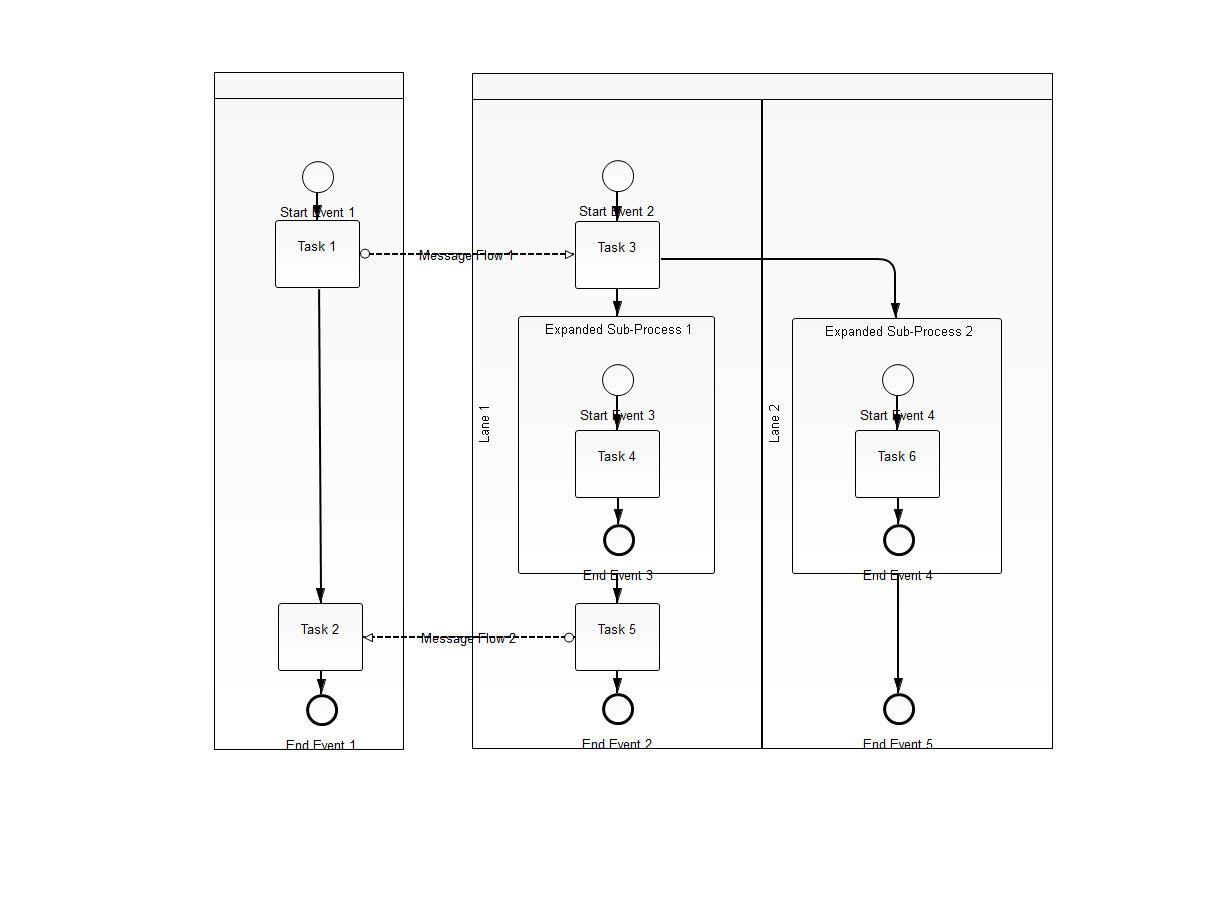 Start Event 1
Task 1
Message Flow 1
Start Event 2
Task 3
Expanded Sub-Process 1
Expanded Sub-Process 2
Start Event 3
Start Event 4
Lane 1
Lane 2
Task 4
Task 6
End Event 3
End Event 4
Task 2
Message Flow 2
Task 5
End Event 1
End Event 2
End Event 5